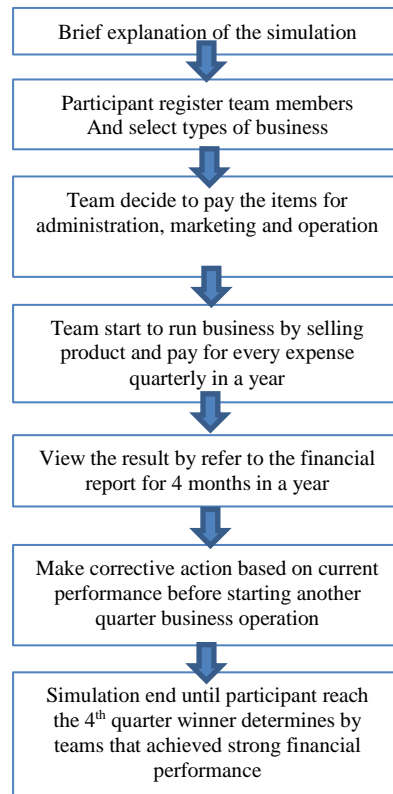 Brief explanation of the simulation
Participant register team members
And select types of business
Team decide to pay the items for
administration, marketing and operation
Team start to run business by selling
product and pay for every expense
quarterly in a year
View the result by refer to the financial
report for 4 months in a year
Make corrective action based on current
performance before starting another
quarter business operation
Simulation end until participant reach
the 4th quarter winner determines by
teams that achieved strong financial
performance